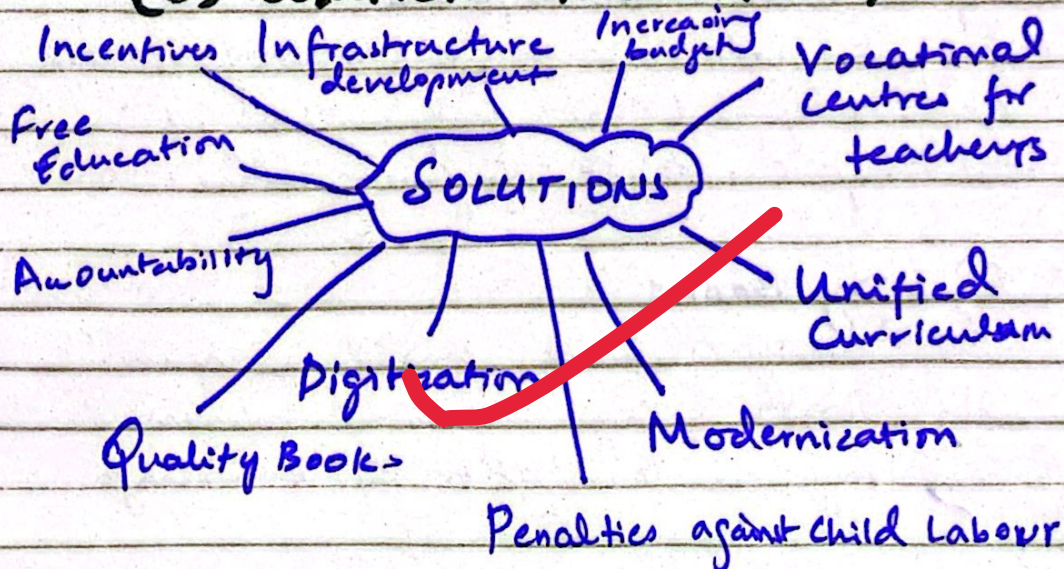 Incentives
Infrastructure
development
Increasing
budget
Vocational
centres for
teachers
Free
Education
SOLUTIONS
Accountability
Unified
Curriculum
Digitization
Quality Books
Modernization
Penalties against Child Labour